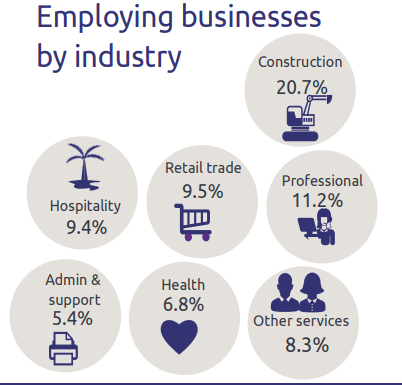 Employing businesses
by industry
Construction
20.7%
Retail trade
9.5%
Professional
11.2%
Hospitality
9.4%
Admin &
support
5.4%
Health
6.8%
Other services
8.3%